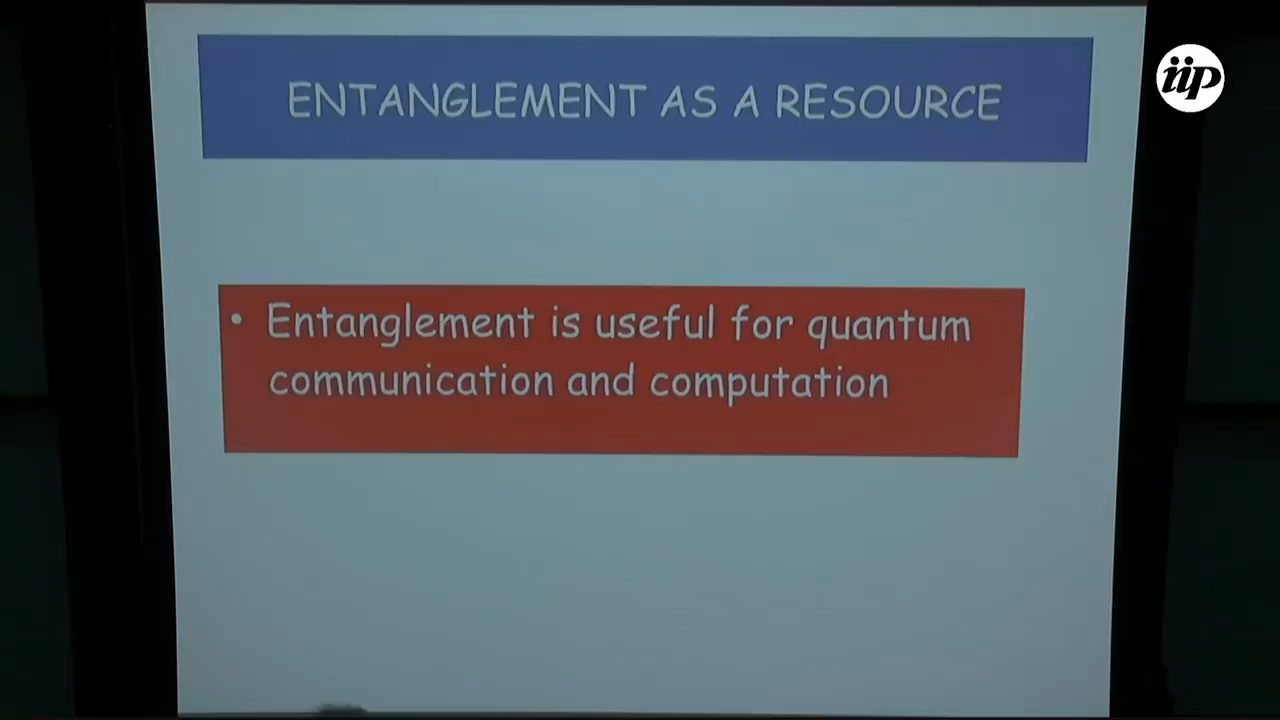 iip
ENTANGLEMENT AS A RESOURCE
• Entanglement is useful for quantum
communication and computation